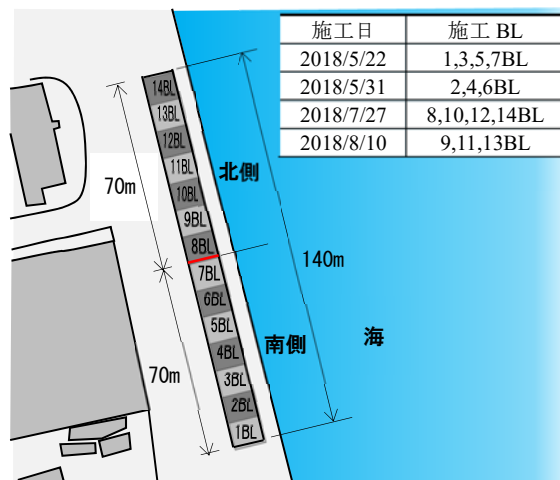 施工日 施工 BL
2018/5/22 1,3,5,7BL
2018/5/31 2,4,6BL
2018/7/27 8,10,12,14BL
2018/8/10 9,11,13BL
14BL
13BL
12BL
11BL
10BL
9BL
8BL
7BL
6BL
5BL
4BL
3BL
2BL
1BL
70m
北側
140m
南側
海
70m